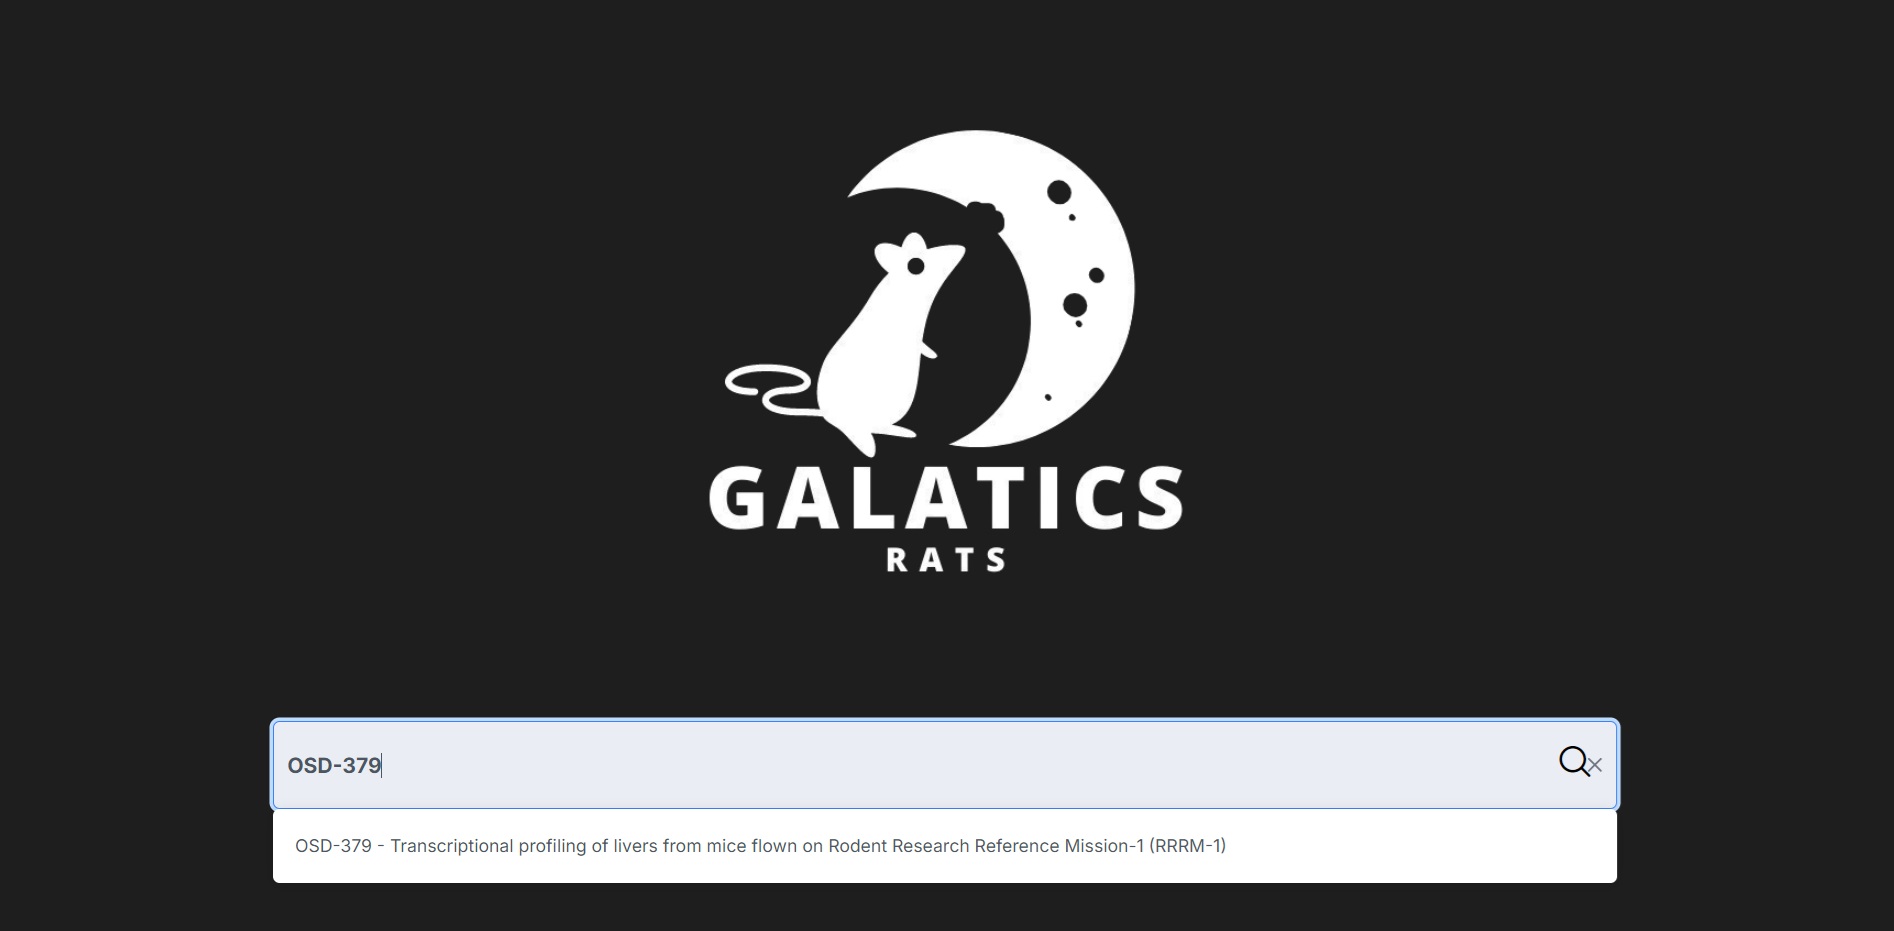 GALATICS
RATS
OSD-379
OSD-379 - Transcriptional profiling of livers from mice flown on Rodent Research Reference Mission-1 (RRRM-1)